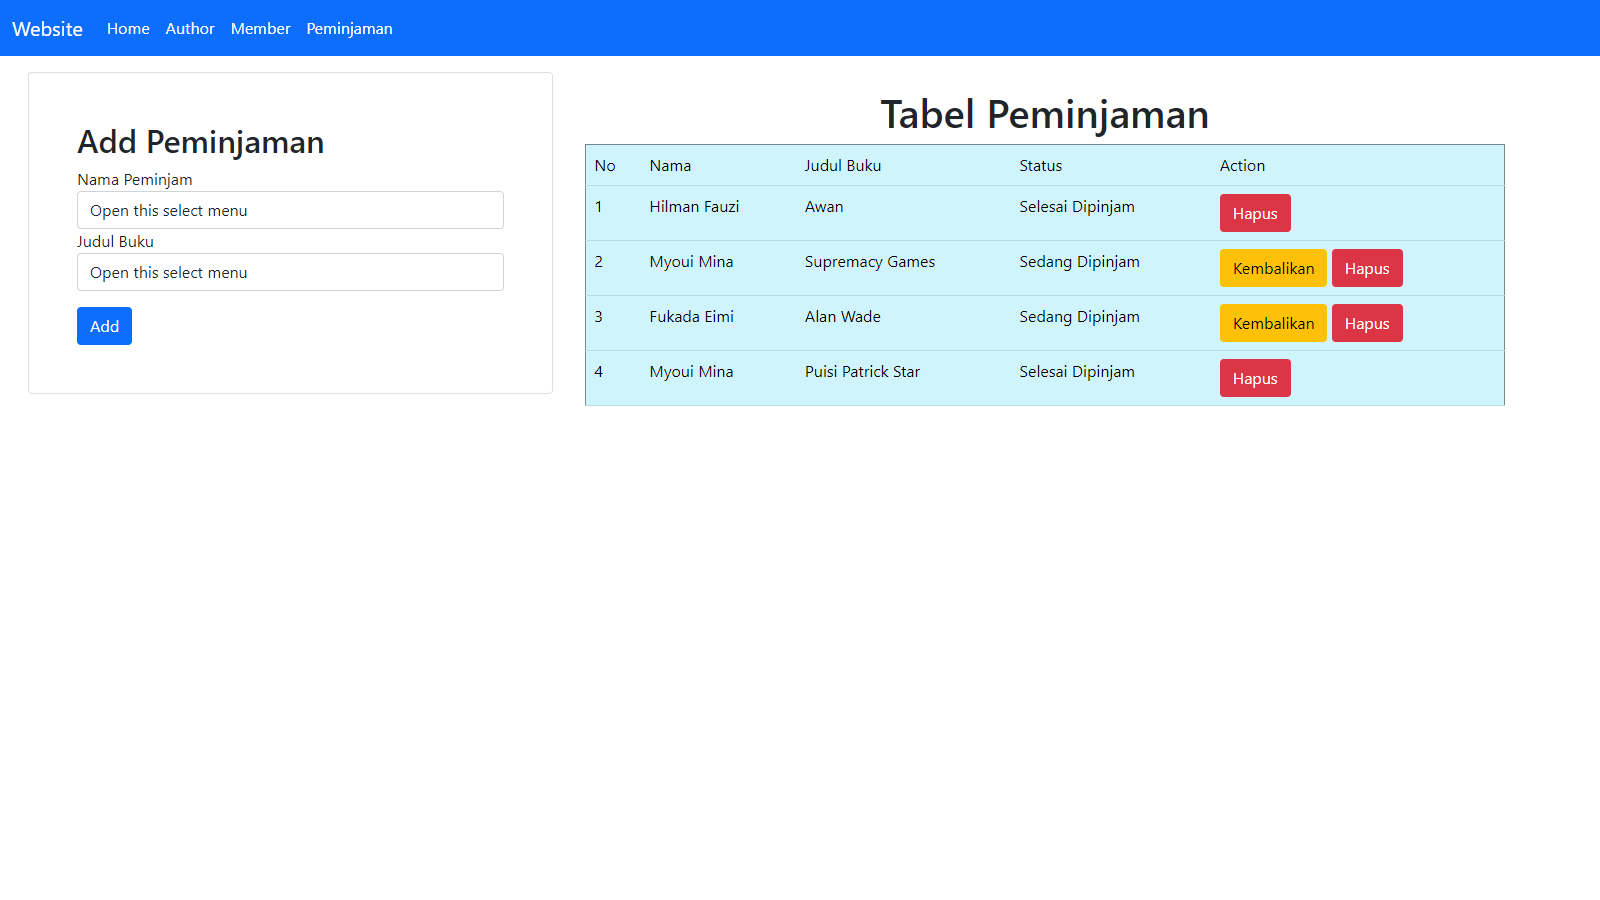 Website Home Author Member Peminjaman
Add Peminjaman
Nama Peminjam
Open this select menu
Judul Buku
Open this select menu
Add
Tabel Peminjaman
No Nama Judul Buku Status Action
1 Hilman Fauzi Awan Selesai Dipinjam Hapus
2 Myoui Mina Supremacy Games Sedang Dipinjam Kembalikan Hapus
3 Fukada Eimi Alan Wade Sedang Dipinjam Kembalikan Hapus
4 Myoui Mina Puisi Patrick Star Selesai Dipinjam Hapus